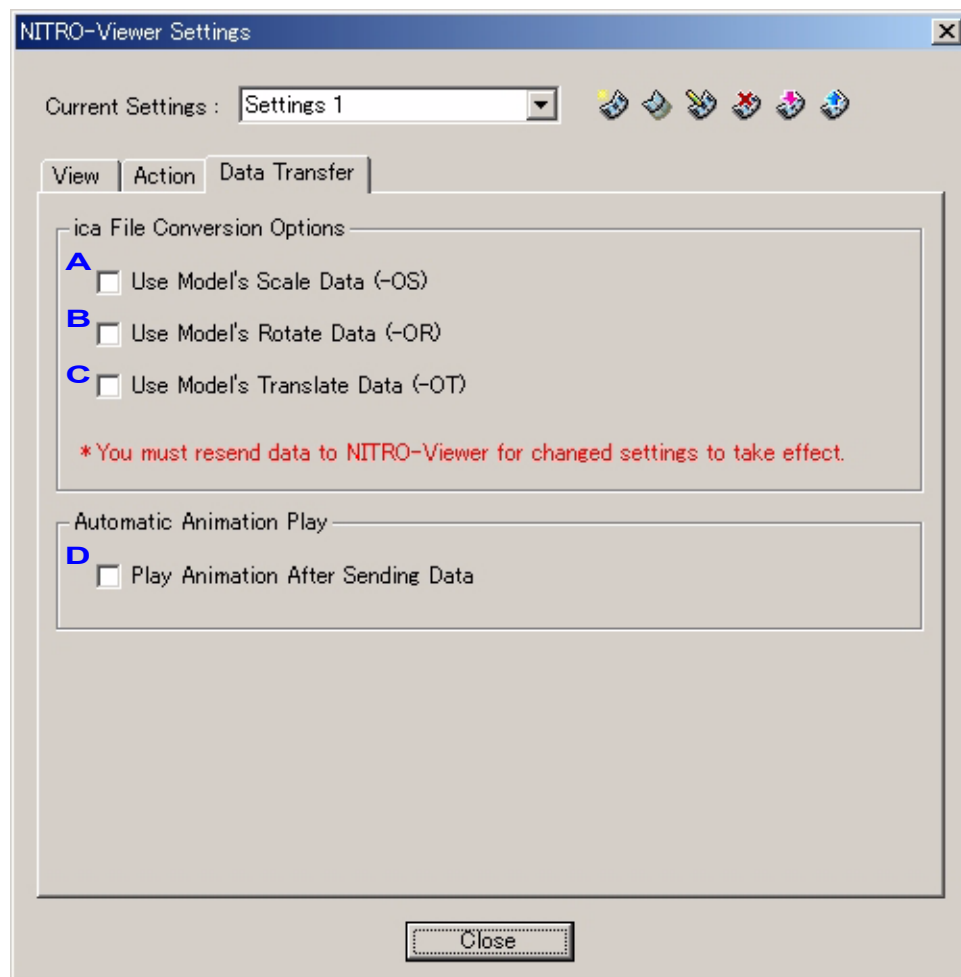 NITRO-Viewer Settings
Current Settings : Settings 1
View Action Data Transfer
ica File Conversion Options
A Use Model's Scale Data (-OS)
B Use Model's Rotate Data (-OR)
C Use Model's Translate Data (-OT)
* You must resend data to NITRO-Viewer for changed settings to take effect.
Automatic Animation Play
D Play Animation After Sending Data
Close